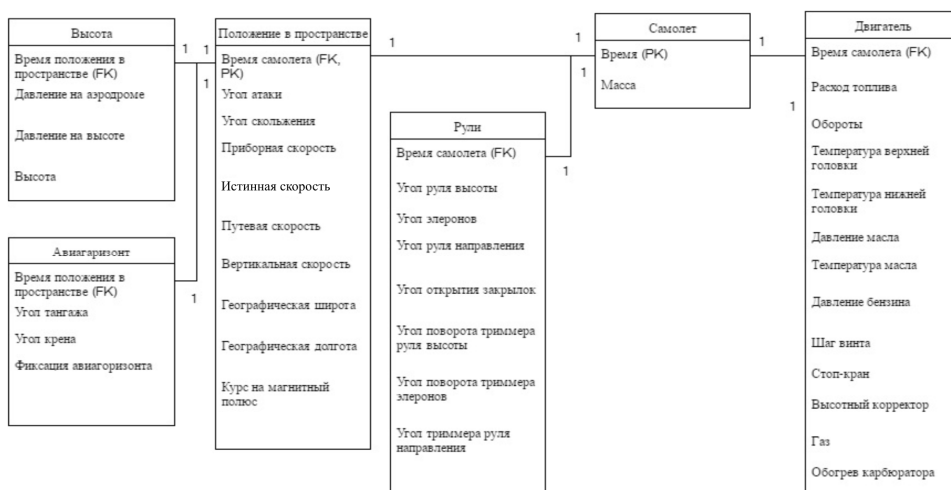 Высота
Время положения в
пространстве (FK)
Давление на аэродроме
Давление на высоте
Высота
1
1
1
Авиагаризонт
Время положения в
пространстве (FK)
Угол тангажа
Угол крена
Фиксация авиагоризонта
1
Положение в пространстве
Время самолета (FK,
PK)
Угол атаки
Угол скольжения
Приборная скорость
Истинная скорость
Путевая скорость
Вертикальная скорость
Географическая широта
Географическая долгота
Курс на магнитный
полюс
1
Рули
Время самолета (FK)
Угол руля высоты
Угол элеронов
Угол руля направления
Угол открытия закрылок
Угол поворота триммера
руля высоты
Угол поворота триммера
элеронов
Угол триммера руля
направления
1
1
1
Самолет
Время (PK)
Масса
1
1
Двигатель
Время самолета (FK)
Расход топлива
Обороты
Температура верхней
головки
Температура нижней
головки
Давление масла
Температура масла
Давление бензина
Шаг винта
Стоп-кран
Высотный корректор
Газ
Обогрев карбюратора